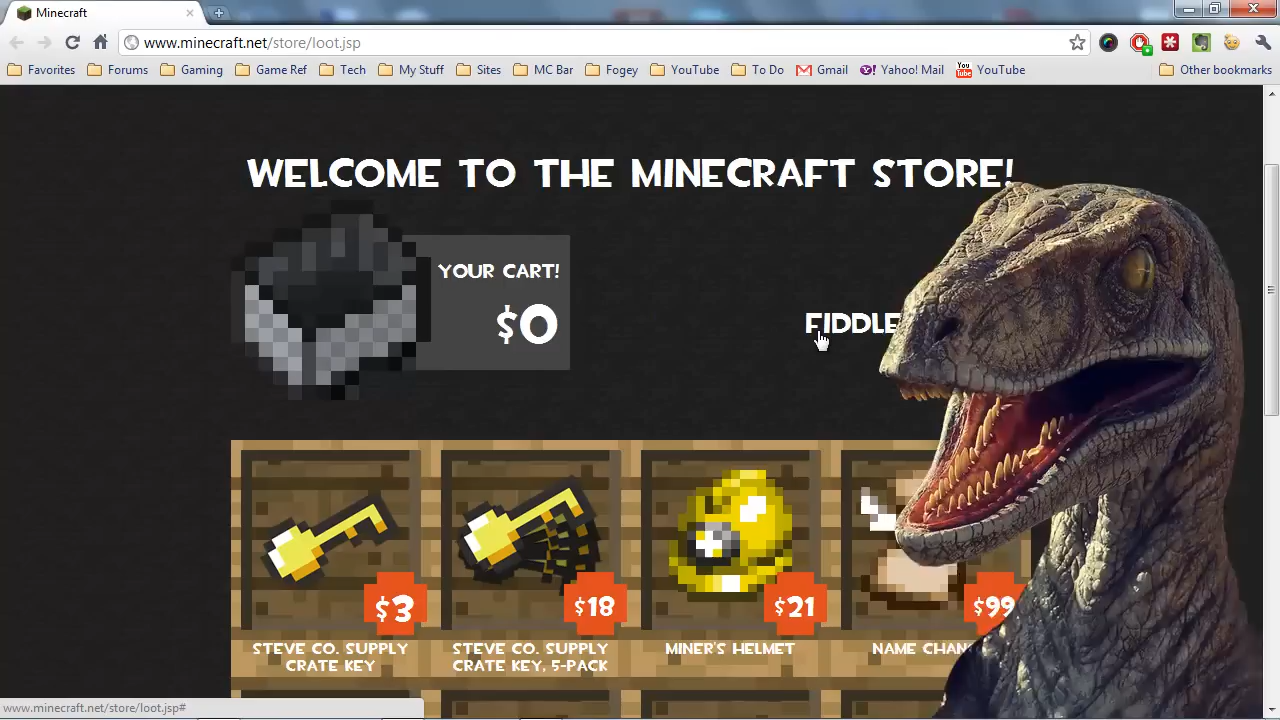 Minecraft
www.minecraft.net/store/loot.jsp
Favorites Forums Gaming Game Ref Tech My Stuff Sites MC Bar Fogey YouTube To Do Gmail Yahoo! Mail You Tube YouTube Other bookmarks
WELCOME TO THE MINECRAFT STORE!
YOUR CART!
$0
FIDDLE
$3
$18
$21
$99
STEVE CO. SUPPLY CRATE KEY
STEVE CO. SUPPLY CRATE KEY, 5-PACK
MINER'S HELMET
NAME CHAN
www.minecraft.net/store/loot.jsp#